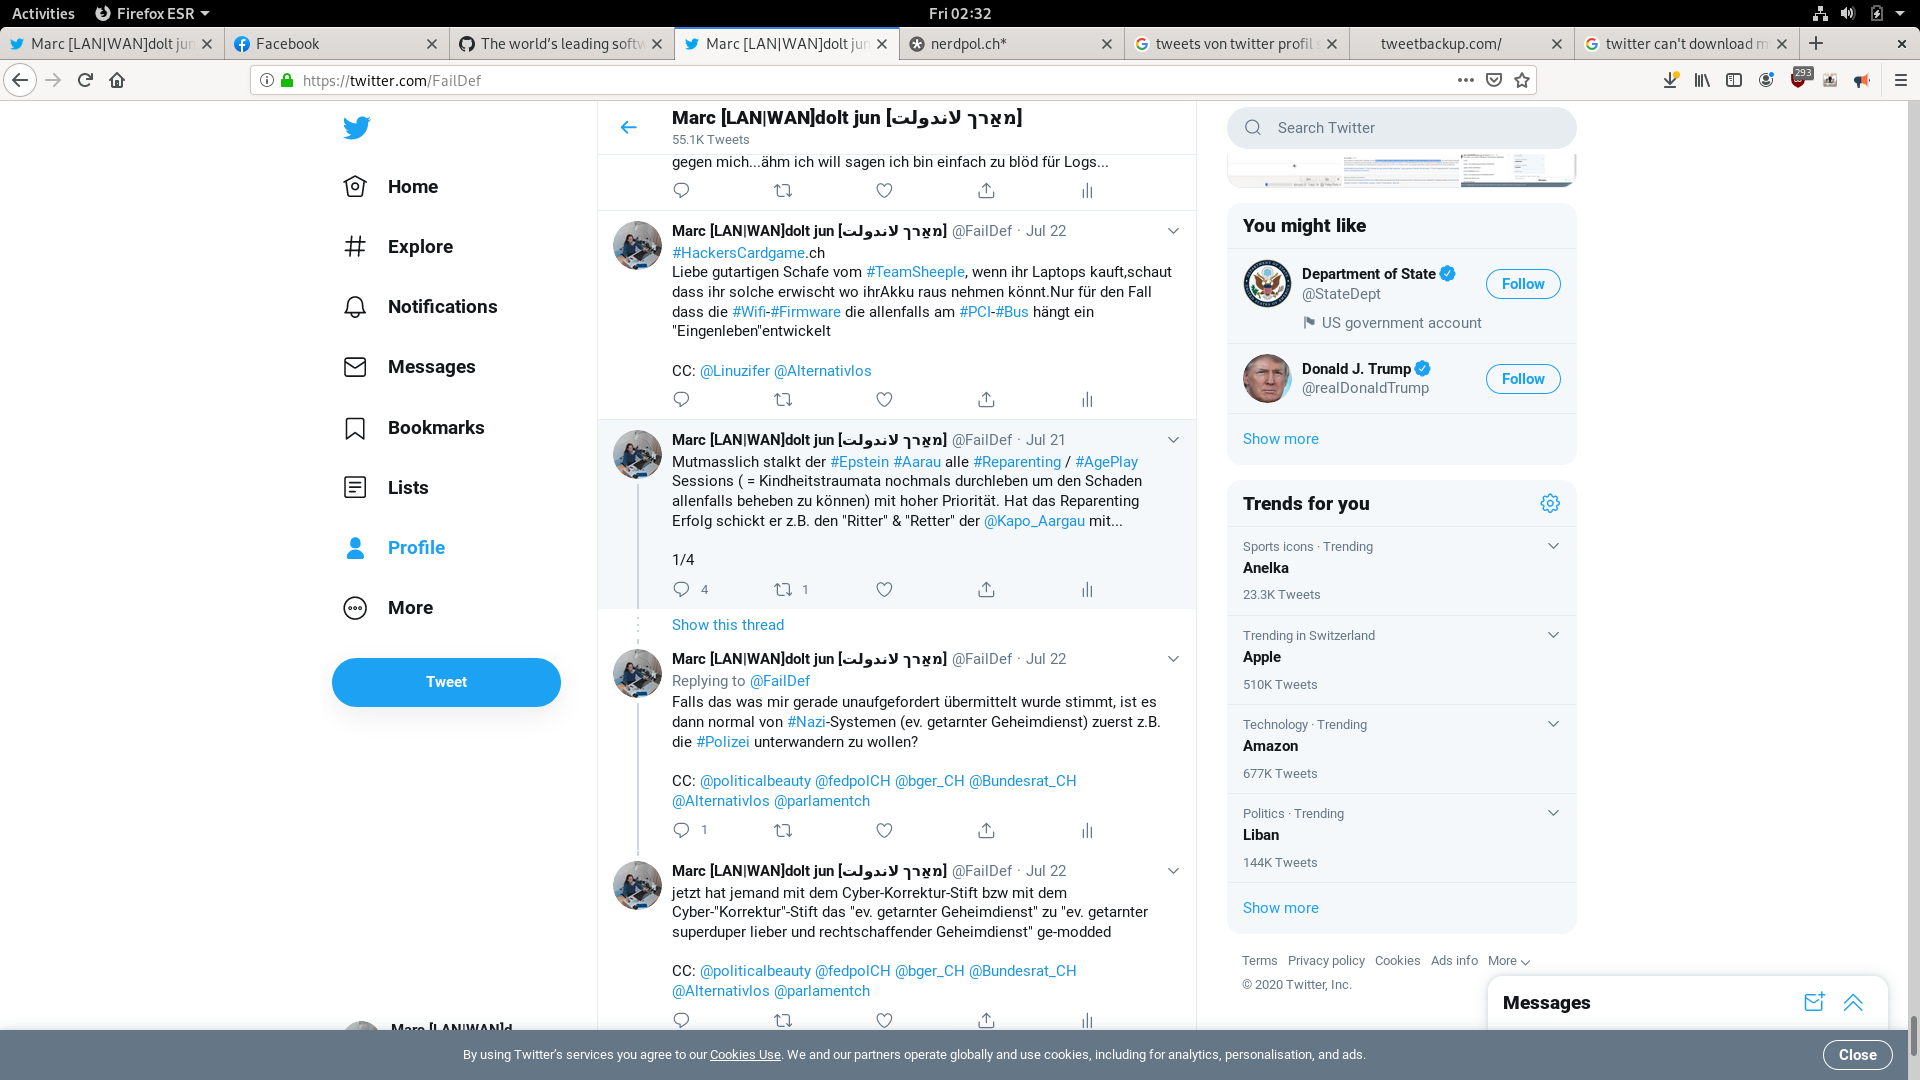 Activities
Firefox ESR
Fri 02:32
Marc [LAN|WAN]dolt jun
Facebook
The world's leading softw
Marc [LAN|WAN]dolt jun
nerdpol.ch*
tweets von twitter profil s
tweetbackup.com/
twitter can't download m
https://twitter.com/FailDef
293
Home
Explore
Notifications
Messages
Bookmarks
Lists
Profile
More
Tweet
Marc [LAN|WAN]d
Marc [LAN|WAN]dolt jun [מאַרך לאנדולת]
55.1K Tweets
gegen mich...ähm ich will sagen ich bin einfach zu blöd für Logs...
Marc [LAN|WAN]dolt jun [מאַרך לאנדולת] @FailDef · Jul 22
#HackersCardgame.ch
Liebe gutartigen Schafe vom #TeamSheeple, wenn ihr Laptops kauft,schaut
dass ihr solche erwischt wo ihrAkku raus nehmen könnt.Nur für den Fall
dass die #Wifi-#Firmware die allenfalls am #PCI-#Bus hängt ein
"Eingenleben"entwickelt
CC: @Linuzifer @Alternativlos
Marc [LAN|WAN]dolt jun [מאַרך לאנדולת] @FailDef · Jul 21
Mutmasslich stalkt der #Epstein #Aarau alle #Reparenting / #AgePlay
Sessions ( = Kindheitstraumata nochmals durchleben um den Schaden
allenfalls beheben zu können) mit hoher Priorität. Hat das Reparenting
Erfolg schickt er z.B. den "Ritter" & "Retter" der @Kapo_Aargau mit...
1/4
4 1
Show this thread
Marc [LAN|WAN]dolt jun [מאַרך לאנדולת] @FailDef · Jul 22
Replying to @FailDef
Falls das was mir gerade unaufgefordert übermittelt wurde stimmt, ist es
dann normal von #Nazi-Systemen (ev. getarnter Geheimdienst) zuerst z.B.
die #Polizei unterwandern zu wollen?
CC: @politicalbeauty @fedpolCH @bger_CH @Bundesrat_CH
@Alternativlos @parlamentch
1
Marc [LAN|WAN]dolt jun [מאַרך לאנדולת] @FailDef · Jul 22
jetzt hat jemand mit dem Cyber-Korrektur-Stift bzw mit dem
Cyber-"Korrektur"-Stift das "ev. getarnter Geheimdienst" zu "ev. getarnter
superduper lieber und rechtschaffender Geheimdienst" ge-modded
CC: @politicalbeauty @fedpolCH @bger_CH @Bundesrat_CH
@Alternativlos @parlamentch
Search Twitter
You might like
Department of State
@StateDept
US government account
Follow
Donald J. Trump
@realDonaldTrump
Follow
Show more
Trends for you
Sports icons · Trending
Anelka
23.3K Tweets
Trending in Switzerland
Apple
510K Tweets
Technology · Trending
Amazon
677K Tweets
Politics · Trending
Liban
144K Tweets
Show more
Terms Privacy policy Cookies Ads info More
© 2020 Twitter, Inc.
Messages
By using Twitter's services you agree to our Cookies Use. We and our partners operate globally and use cookies, including for analytics, personalisation, and ads.
Close